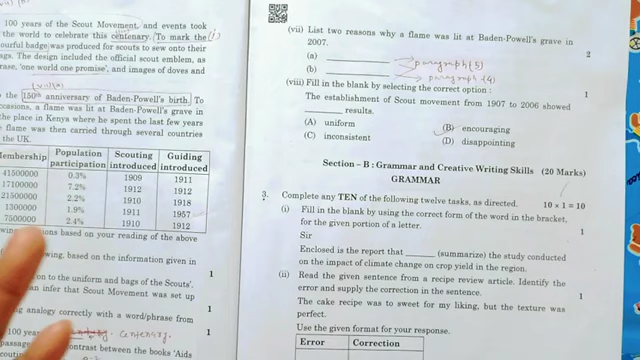 100 years of the Scout Movement, and events took
the world to celebrate this centenary. To mark the (i)
ourful badge was produced for scouts to sew onto their
ags. The design included the official scout emblem, as
rase, 'one world one promise', and images of doves and
the 150th anniversary of Baden-Powell's birth. To
ccasions, a flame was lit at Baden-Powell's grave in
the place in Kenya where he spent the last few years
e flame was then carried through several countries
the UK.
Membership Population participation Scouting introduced Guiding introduced
41500000 0.3% 1909 1911
17100000 7.2% 1912 1912
21500000 2.2% 1910 1918
1300000 1.9% 1911 1957
7500000 2.4% 1910 1912
based on your reading of the above
wing, based on the information given in
1
on to the uniform and bags of the Scouts'.
an infer that Scout Movement was set up 1
ng analogy correctly with a word/phrase from
100 year centenary. 1
passage contrast between the books 'Aids
(vii) List two reasons why a flame was lit at Baden-Powell's grave in
2007. 2
(a) paragraph (5)
(b) paragraph (4)
(viii) Fill in the blank by selecting the correct option : 1
The establishment of Scout movement from 1907 to 2006 showed
_______ results.
(A) uniform (B) encouraging
(C) inconsistent (D) disappointing
Section – B : Grammar and Creative Writing Skills (20 Marks)
GRAMMAR
3. Complete any TEN of the following twelve tasks, as directed. 10 × 1 = 10
(i) Fill in the blank by using the correct form of the word in the bracket,
for the given portion of a letter. 1
Sir
Enclosed is the report that ______ (summarize) the study conducted
on the impact of climate change on crop yield in the region.
(ii) Read the given sentence from a recipe review article. Identify the
error and supply the correction in the sentence. 1
The cake recipe was sweet for my liking, but the texture was
perfect.
Use the given format for your response.
Error Correction